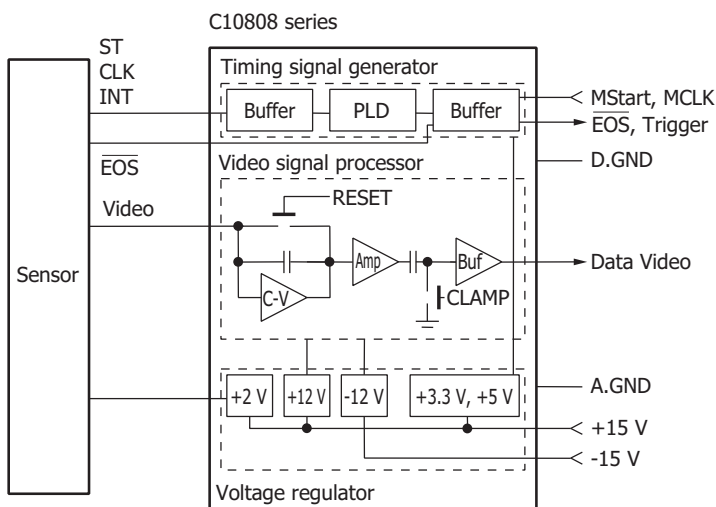 C10808 series
ST
CLK
INT
Timing signal generator
Buffer
PLD
Buffer
MStart, MCLK
EOS, Trigger
EOS
D.GND
Video signal processor
RESET
Video
Sensor
Amp
Buf
Data Video
C-V
CLAMP
+2 V
+12 V
-12 V
+3.3 V, +5 V
A.GND
+15 V
-15 V
Voltage regulator